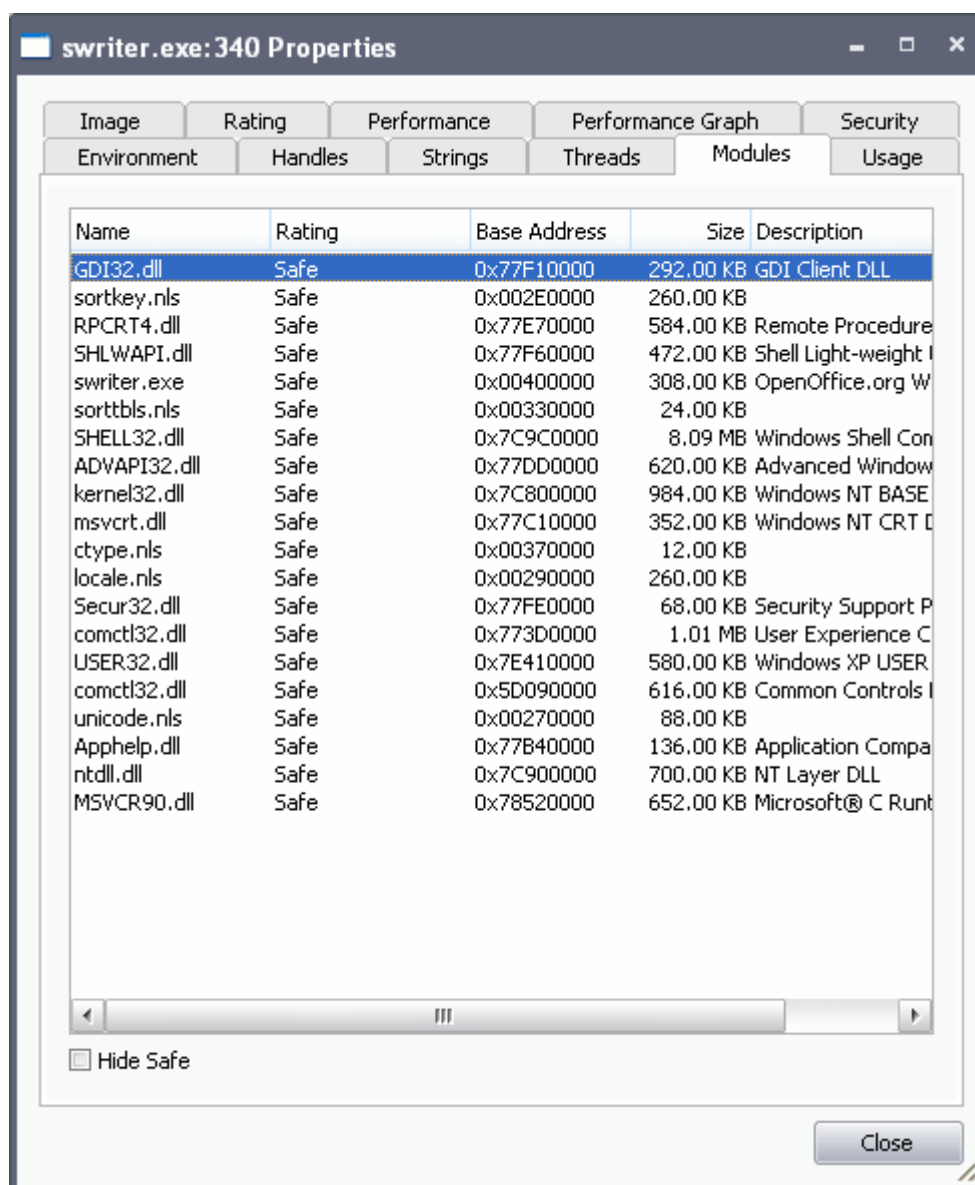 swriter.exe:340 Properties
Image Rating Performance Performance Graph Security
Environment Handles Strings Threads Modules Usage
Name Rating Base Address Size Description
GDI32.dll Safe 0x77F10000 292.00 KB GDI Client DLL
sortkey.nls Safe 0x002E0000 260.00 KB
RPCRT4.dll Safe 0x77E70000 584.00 KB Remote Procedure
SHLWAPI.dll Safe 0x77F60000 472.00 KB Shell Light-weight
swriter.exe Safe 0x00400000 308.00 KB OpenOffice.org W
sorttbls.nls Safe 0x00330000 24.00 KB
SHELL32.dll Safe 0x7C9C0000 8.09 MB Windows Shell Con
ADVAPI32.dll Safe 0x77DD0000 620.00 KB Advanced Window
kernel32.dll Safe 0x7C800000 984.00 KB Windows NT BASE
msvcrt.dll Safe 0x77C10000 352.00 KB Windows NT CRT
ctype.nls Safe 0x00370000 12.00 KB
locale.nls Safe 0x00290000 260.00 KB
Secur32.dll Safe 0x77FE0000 68.00 KB Security Support P
comctl32.dll Safe 0x773D0000 1.01 MB User Experience C
USER32.dll Safe 0x7E410000 580.00 KB Windows XP USER
comctl32.dll Safe 0x5D090000 616.00 KB Common Controls
unicode.nls Safe 0x00270000 88.00 KB
Apphelp.dll Safe 0x77B40000 136.00 KB Application Compa
ntdll.dll Safe 0x7C900000 700.00 KB NT Layer DLL
MSVCR90.dll Safe 0x78520000 652.00 KB Microsoft® C Runt
Hide Safe
Close